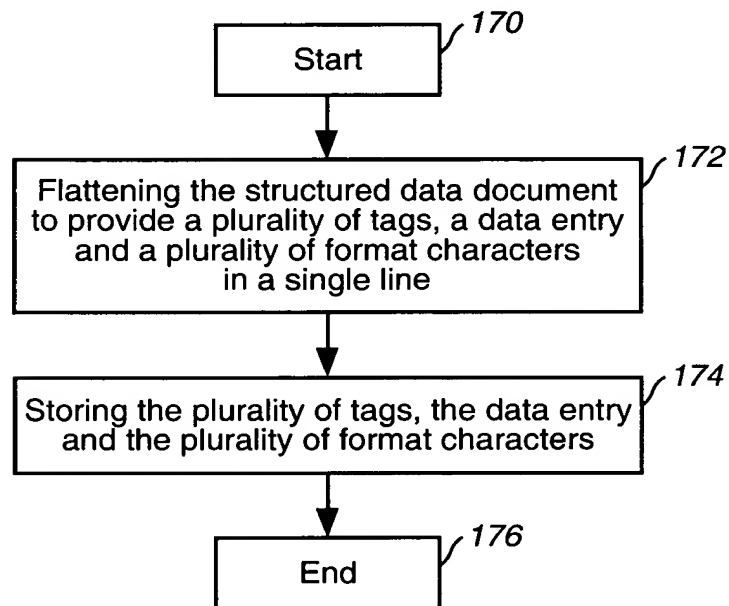 170
Start
172
Flattening the structured data document
to provide a plurality of tags, a data entry
and a plurality of format characters
in a single line
174
Storing the plurality of tags, the data entry
and the plurality of format characters
176
End